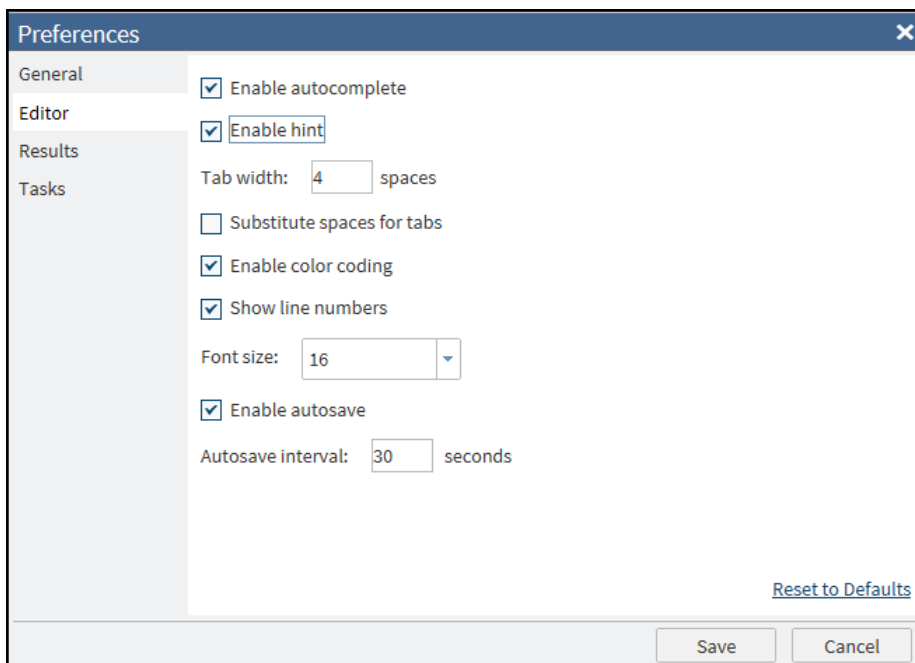 Preferences
General
Editor
Results
Tasks
Enable autocomplete
Enable hint
Tab width: 4 spaces
Substitute spaces for tabs
Enable color coding
Show line numbers
Font size: 16
Enable autosave
Autosave interval: 30 seconds
Reset to Defaults
Save Cancel